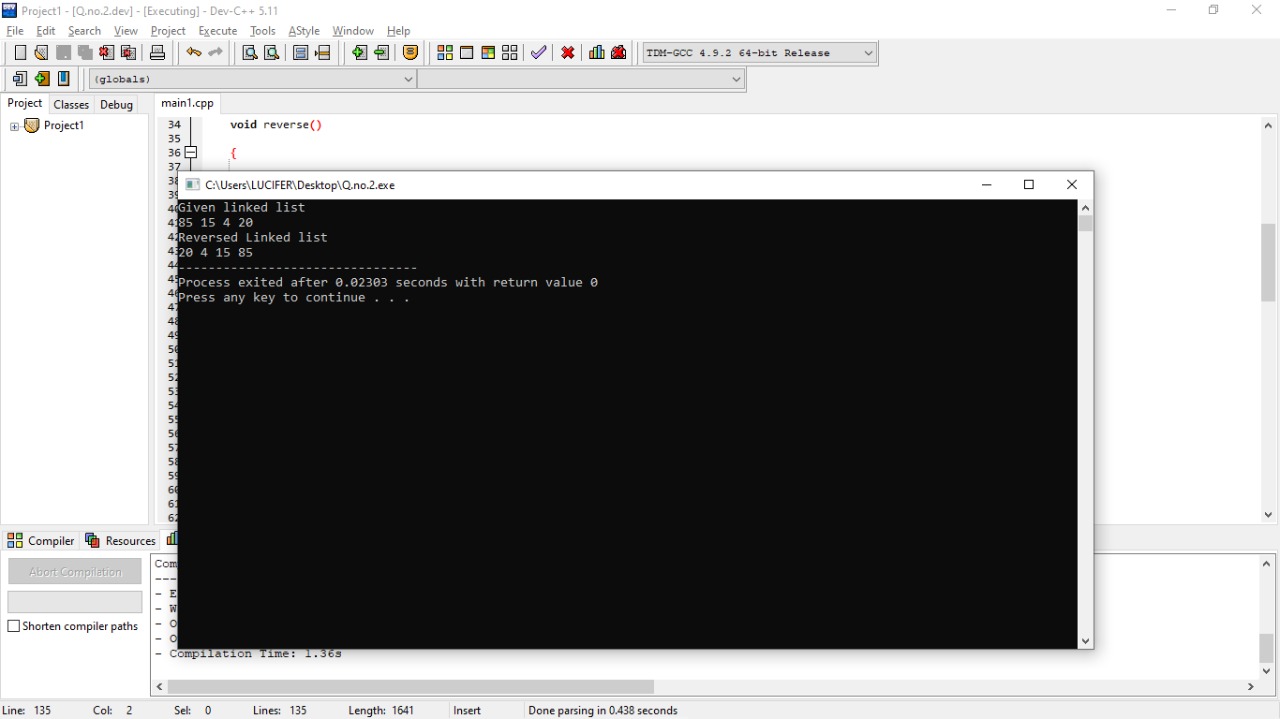 Project1 - [Q.no.2.dev] - [Executing] - Dev-C++ 5.11
File Edit Search View Project Execute Tools AStyle Window Help
TDM-GCC 4.9.2 64-bit Release
(globals)
Project Classes Debug
main1.cpp
Project1
34 void reverse()
35
36 {
37
C:\Users\LUCIFER\Desktop\Q.no.2.exe
Given linked list
85 15 4 20
Reversed Linked list
20 4 15 85
--------------------------------
Process exited after 0.02303 seconds with return value 0
Press any key to continue . . .
Compiler Resources
Abort Compilation
Shorten compiler paths
- Compilation Time: 1.36s
Line: 135 Col: 2 Sel: 0 Lines: 135 Length: 1641 Insert Done parsing in 0.438 seconds